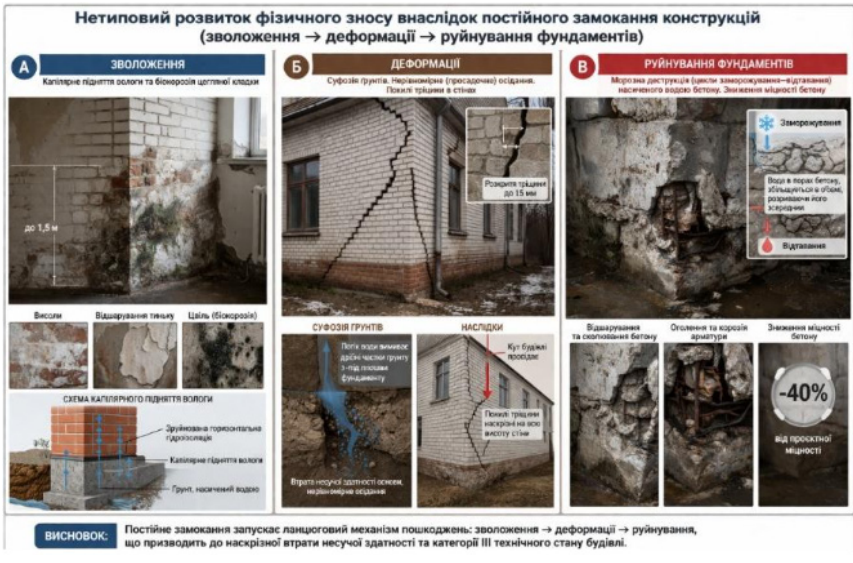 Нетиповий розвиток фізичного зносу внаслідок постійного замокання конструкцій
(зволоження → деформації → руйнування фундаментів)
А
ЗВОЛОЖЕННЯ
Капілярне підняття вологи та біокорозія цегляної кладки
до 1,5 м
Висоли
Відшарування тиньку
Цвіль (біокорозія)
СХЕМА КАПІЛЯРНОГО ПІДНЯТТЯ ВОЛОГИ
Зруйнована горизонтальна
гідроізоляція
Капілярне підняття вологи
Ґрунт, насичений водою
Б
ДЕФОРМАЦІЇ
Суфозія ґрунтів. Нерівномірне (просадочне) осідання.
Похилі тріщини в стінах
Розкриття тріщини
до 15 мм
СУФОЗІЯ ҐРУНТІВ
Потік води вимиває
дрібні частки ґрунту
з-під підошви
фундаменту
Втрата несучої здатності основи,
нерівномірне осідання
НАСЛІДКИ
Кут будівлі
просідає
Похилі тріщини
наскрізні на всю
висоту стіни
В
РУЙНУВАННЯ ФУНДАМЕНТІВ
Морозна деструкція (цикли заморожування–відтавання)
насиченого водою бетону. Зниження міцності бетону
Заморожування
Вода в порах бетону,
збільшується в об'ємі,
розриваючи його
зсередини
Відтавання
Відшарування
та сколювання бетону
Оголення та корозія
арматури
Зниження міцності
бетону
-40%
від проєктної
міцності
ВИСНОВОК:
Постійне замокання запускає ланцюговий механізм пошкоджень: зволоження → деформації → руйнування,
що призводить до наскрізної втрати несучої здатності та категорії III технічного стану будівлі.